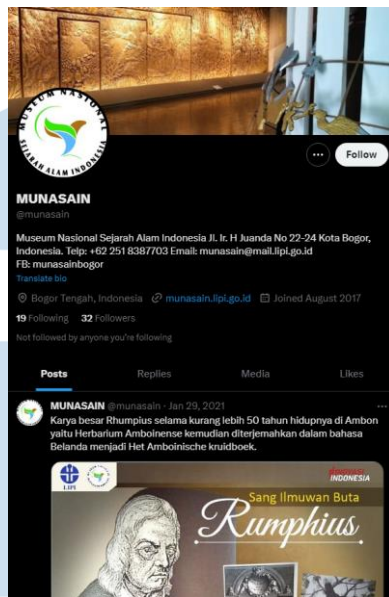 MUSEUM NASIONAL
SEJARAH ALAM INDONESIA
Follow
MUNASAIN
@munasain
Museum Nasional Sejarah Alam Indonesia Jl. Ir. H Juanda No 22-24 Kota Bogor,
Indonesia. Telp: +62 251 8387703 Email: munasain@mail.lipi.go.id
FB: munasainbogor
Translate bio
Bogor Tengah, Indonesia munasain.lipi.go.id Joined August 2017
19 Following 32 Followers
Not followed by anyone you're following
Posts Replies Media Likes
MUNASAIN @munasain · Jan 29, 2021
Karya besar Rhumpius selama kurang lebih 50 tahun hidupnya di Ambon
yaitu Herbarium Amboinense kemudian diterjemahkan dalam bahasa
Belanda menjadi Het Amboinische kruidboek.
LIPI
INDONESIA
Sang Ilmuwan Buta
Rumphius